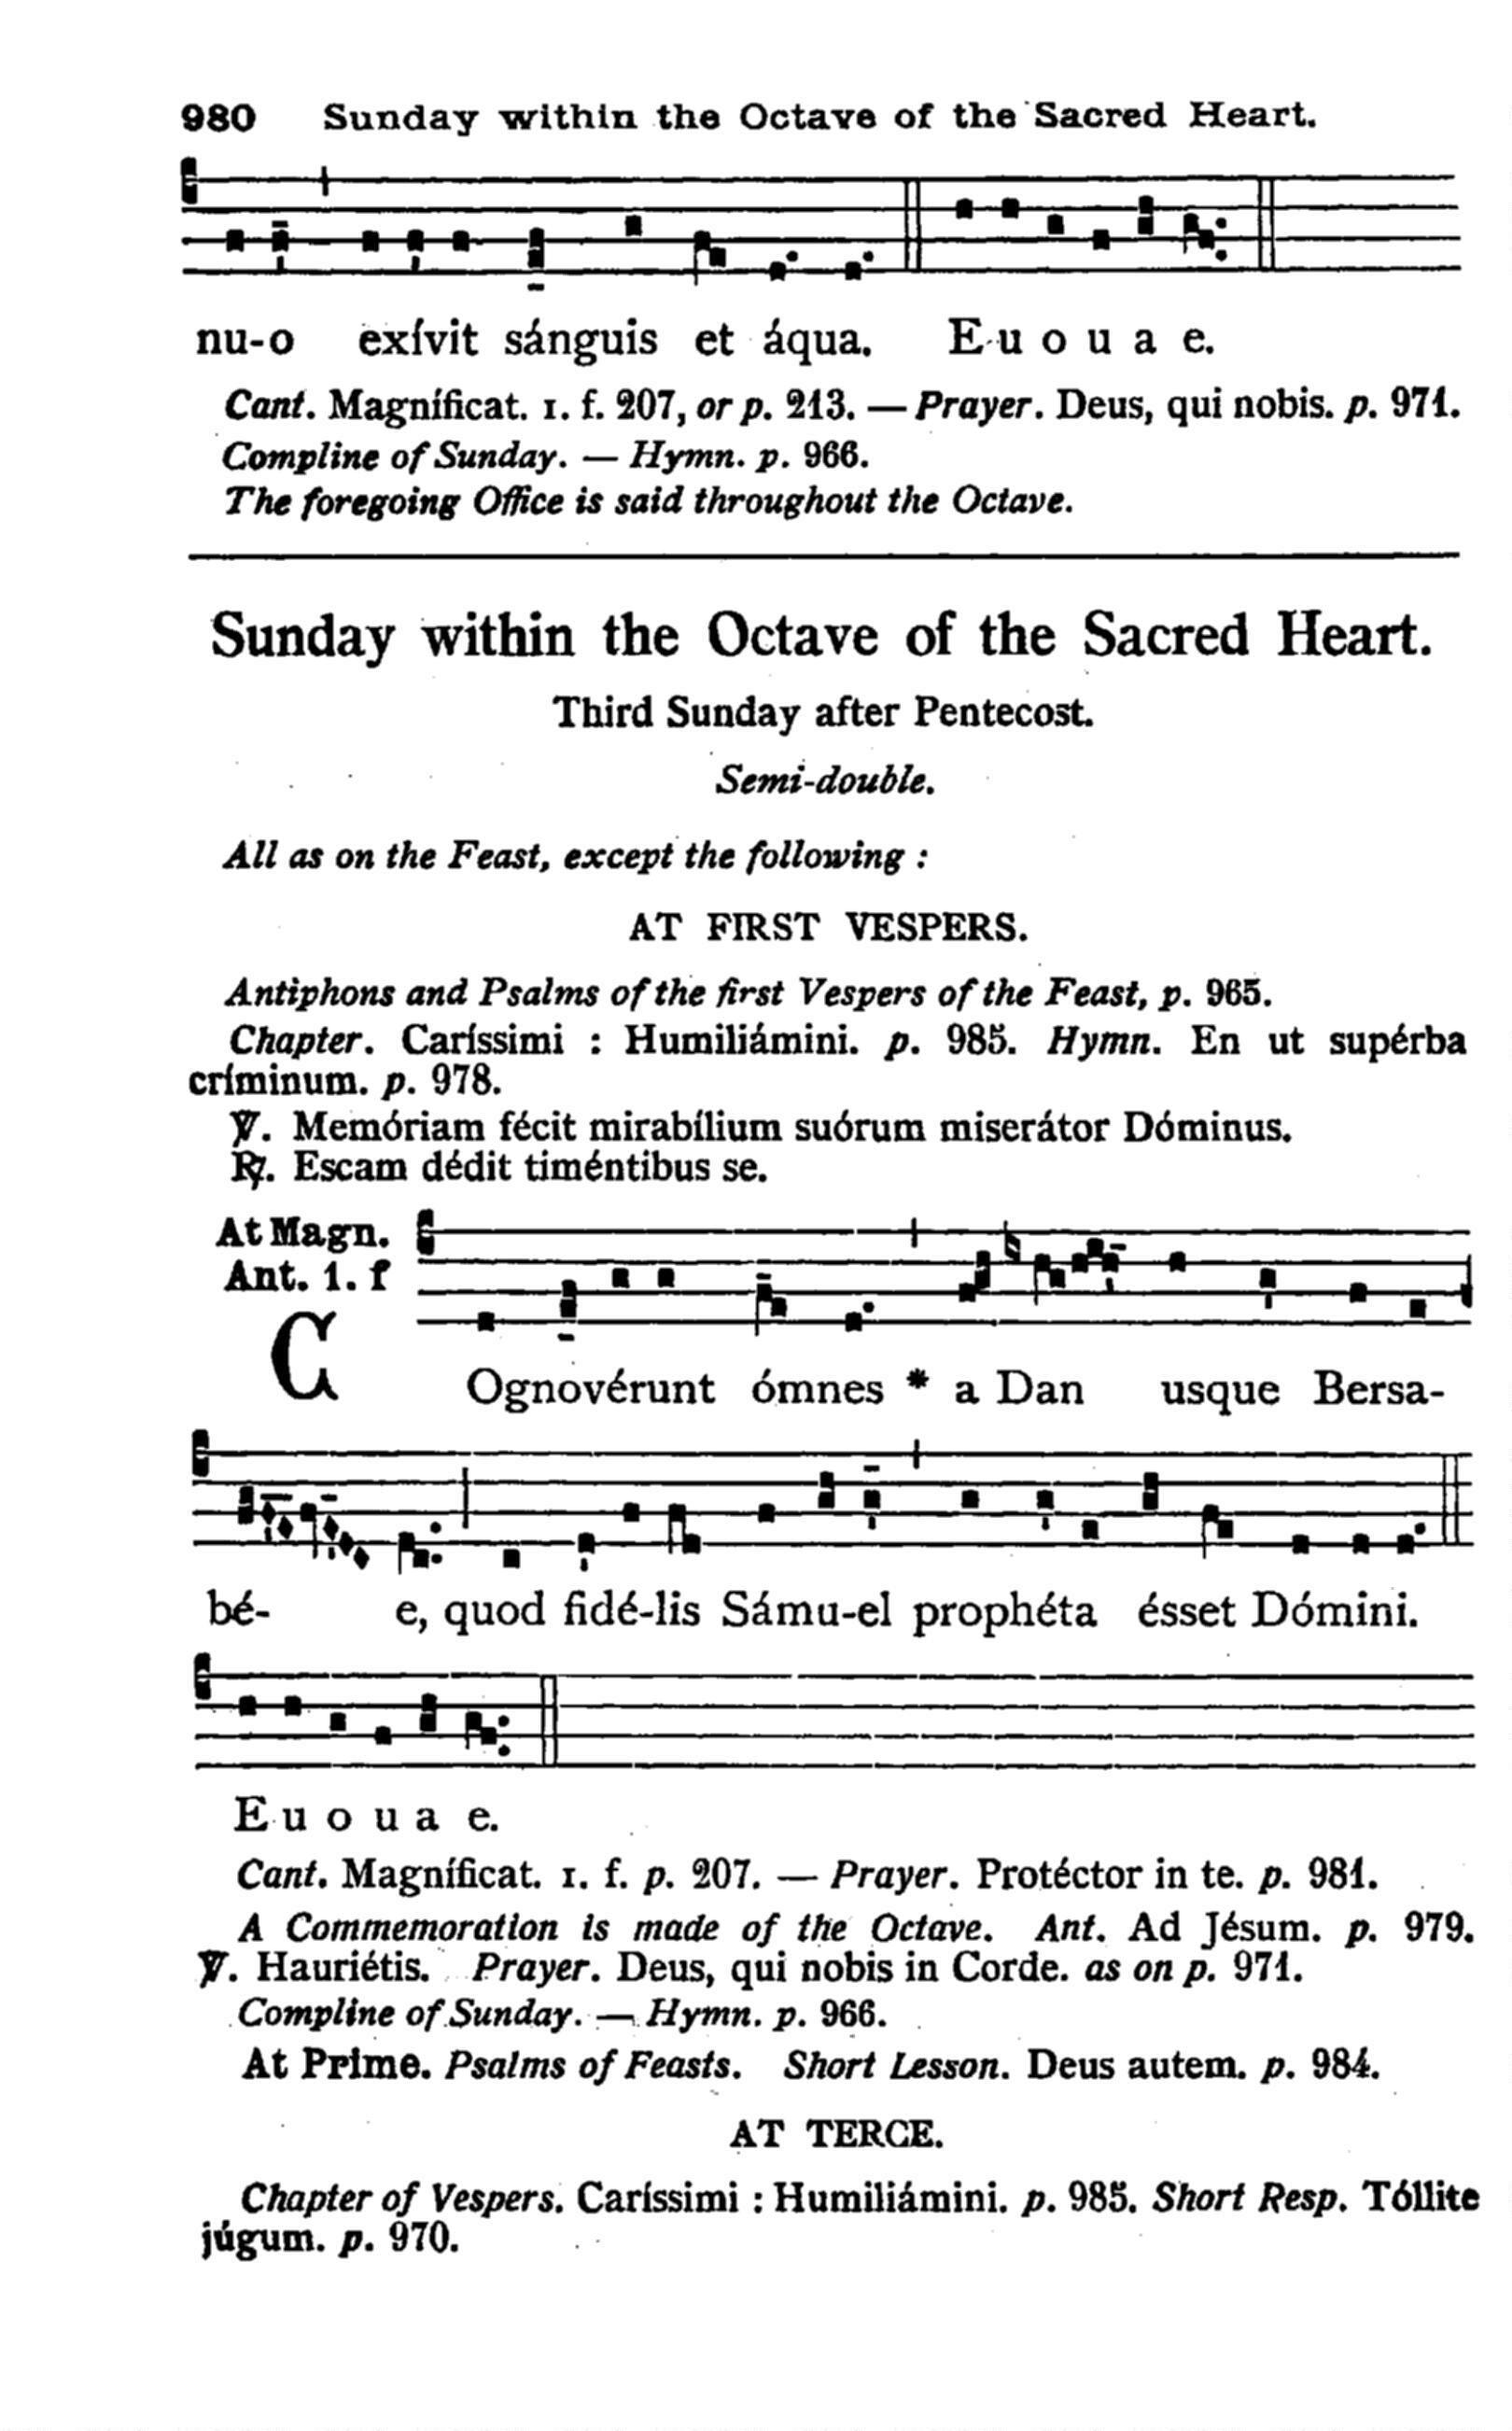 980 Sunday within the Octave of the Sacred Heart.
nu-o exívit sánguis et áqua. E u o u a e.
Cant. Magníficat. 1. f. 207, or p. 213. — Prayer. Deus, qui nobis. p. 971.
Compline of Sunday. — Hymn. p. 966.
The foregoing Office is said throughout the Octave.
Sunday within the Octave of the Sacred Heart.
Third Sunday after Pentecost.
Semi-double.
All as on the Feast, except the following :
AT FIRST VESPERS.
Antiphons and Psalms of the first Vespers of the Feast, p. 965.
Chapter. Caríssimi : Humiliámini. p. 985. Hymn. En ut supérba
críminum. p. 978.
℣. Memóriam fécit mirabílium suórum miserátor Dóminus.
℟. Escam dédit timéntibus se.
At Magn.
Ant. 1. f
COgnovérunt ómnes * a Dan usque Bersa-
bé- e, quod fidé-lis Sámu-el prophéta ésset Dómini.
E u o u a e.
Cant. Magníficat. 1. f. p. 207. — Prayer. Protéctor in te. p. 981.
A Commemoration is made of the Octave. Ant. Ad Jésum. p. 979.
℣. Hauriétis. Prayer. Deus, qui nobis in Corde. as on p. 971.
Compline of Sunday. — Hymn. p. 966.
At Prime. Psalms of Feasts. Short Lesson. Deus autem. p. 984.
AT TERCE.
Chapter of Vespers. Caríssimi : Humiliámini. p. 985. Short Resp. Tóllite
júgum. p. 970.